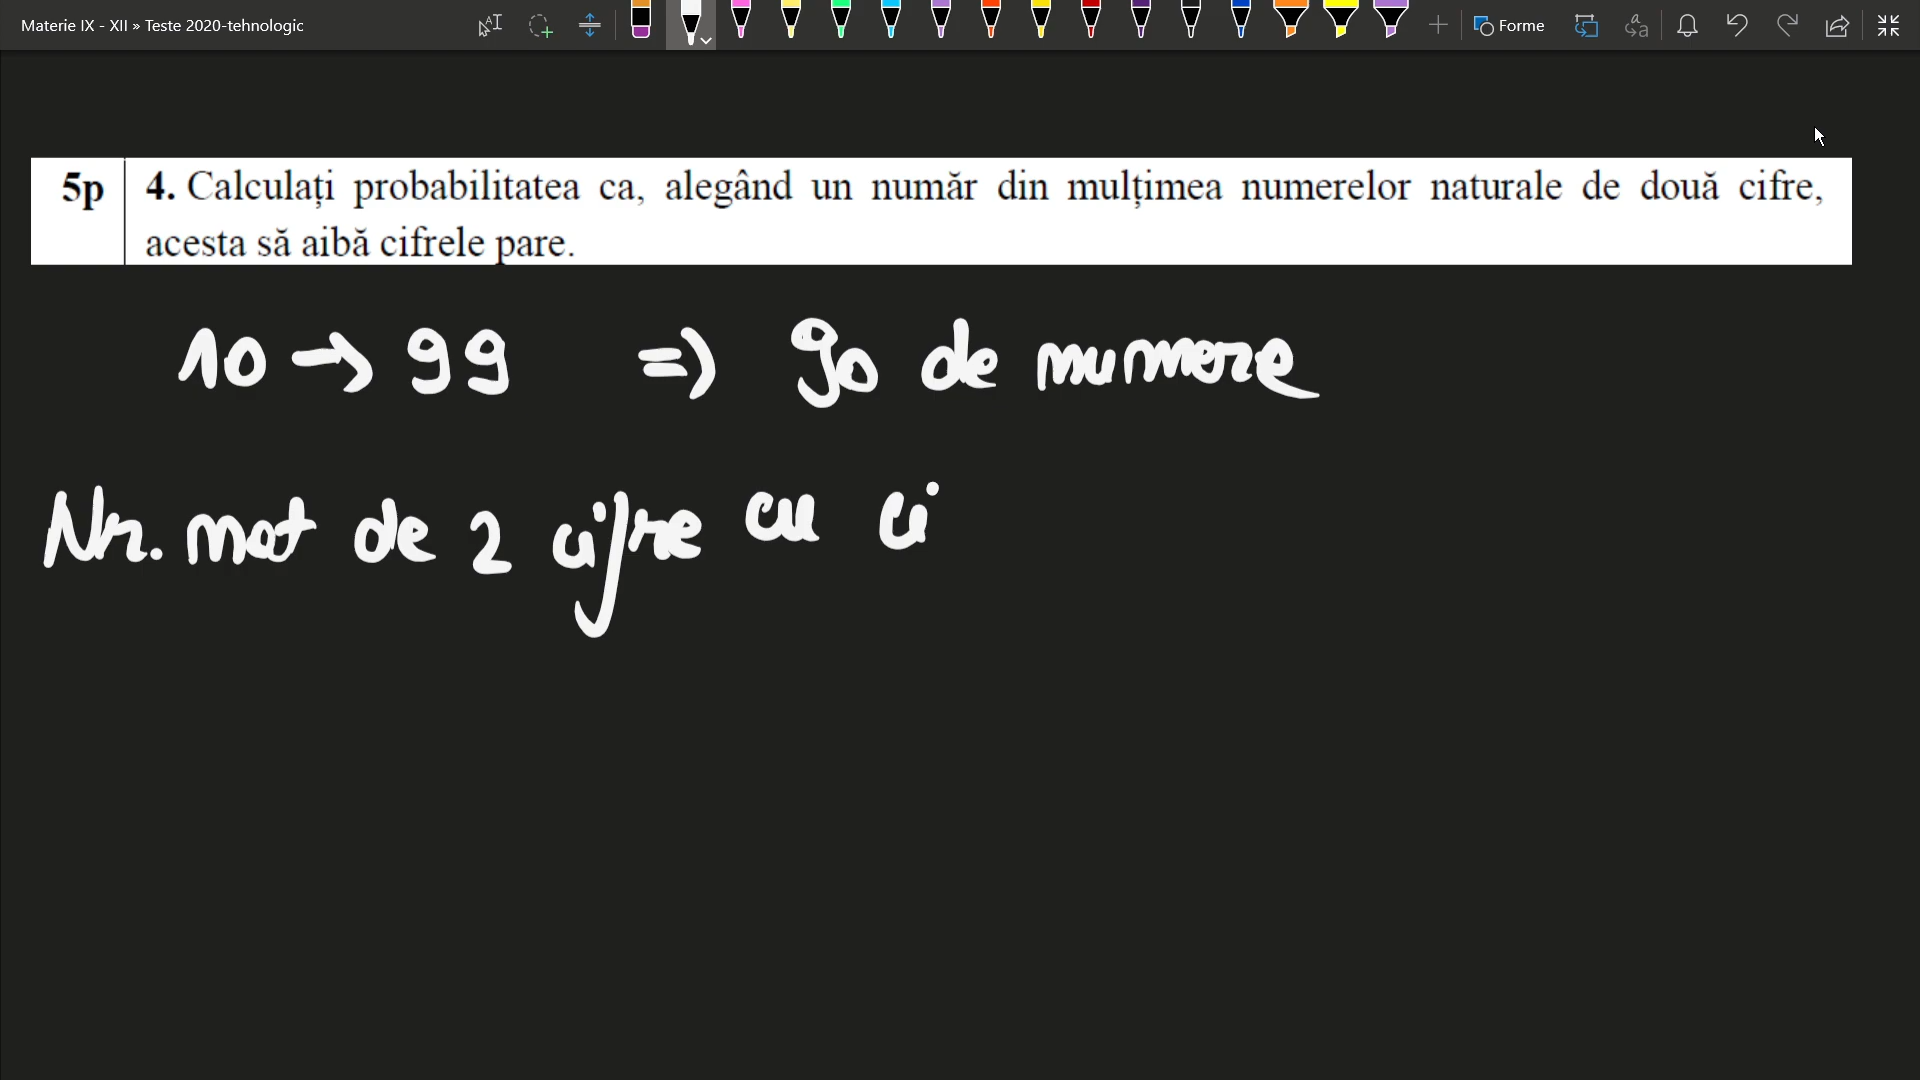 Materie IX - XII » Teste 2020-tehnologic
Forme
5p
4. Calculați probabilitatea ca, alegând un număr din mulțimea numerelor naturale de două cifre,
acesta să aibă cifrele pare.
10 → 99 => 90 de numere
Nr. nat de 2 cifre cu ci